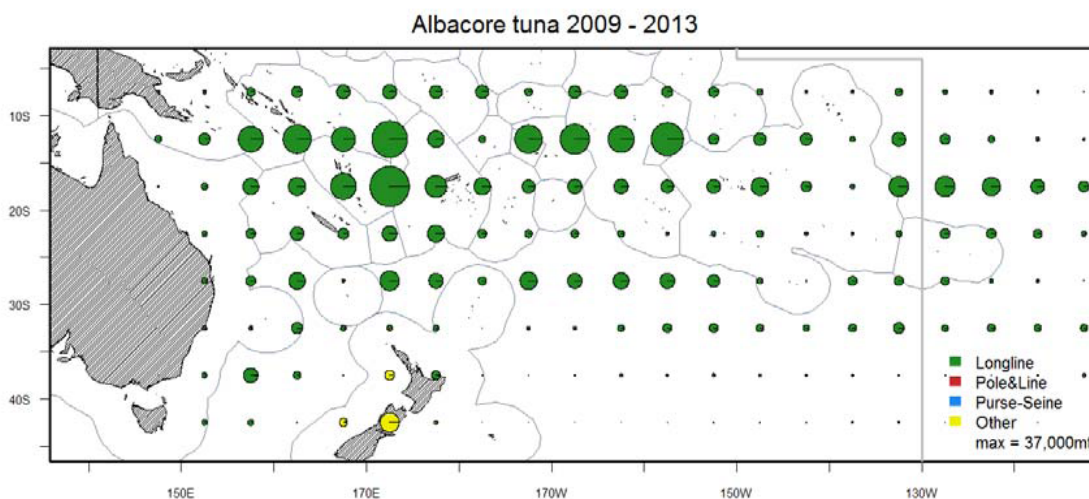 Albacore tuna 2009 - 2013
10S
20S
30S
40S
Longline
Pole&Line
Purse-Seine
Other
max = 37,000mt
150E
170E
170W
150W
130W